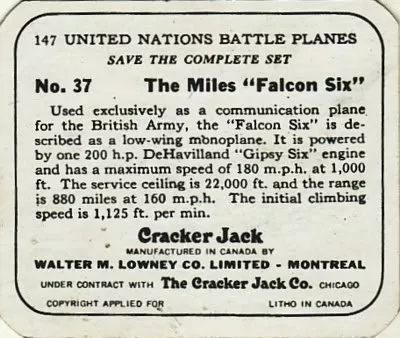 147 UNITED NATIONS BATTLE PLANES
SAVE THE COMPLETE SET
No. 37 The Miles "Falcon Six"
Used exclusively as a communication plane
for the British Army, the "Falcon Six" is de-
scribed as a low-wing monoplane. It is powered
by one 200 h.p. DeHavilland "Gipsy Six" engine
and has a maximum speed of 180 m.p.h. at 1,000
ft. The service ceiling is 22,000 ft. and the range
is 880 miles at 160 m.p.h. The initial climbing
speed is 1,125 ft. per min.
Cracker Jack
MANUFACTURED IN CANADA BY
WALTER M. LOWNEY CO. LIMITED - MONTREAL
UNDER CONTRACT WITH The Cracker Jack Co. CHICAGO
COPYRIGHT APPLIED FOR LITHO IN CANADA